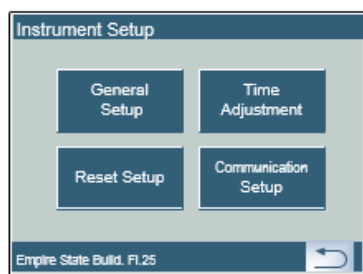 Instrument Setup
General
Setup
Time
Adjustment
Reset Setup
Communication
Setup
Empire State Build. Fl.25